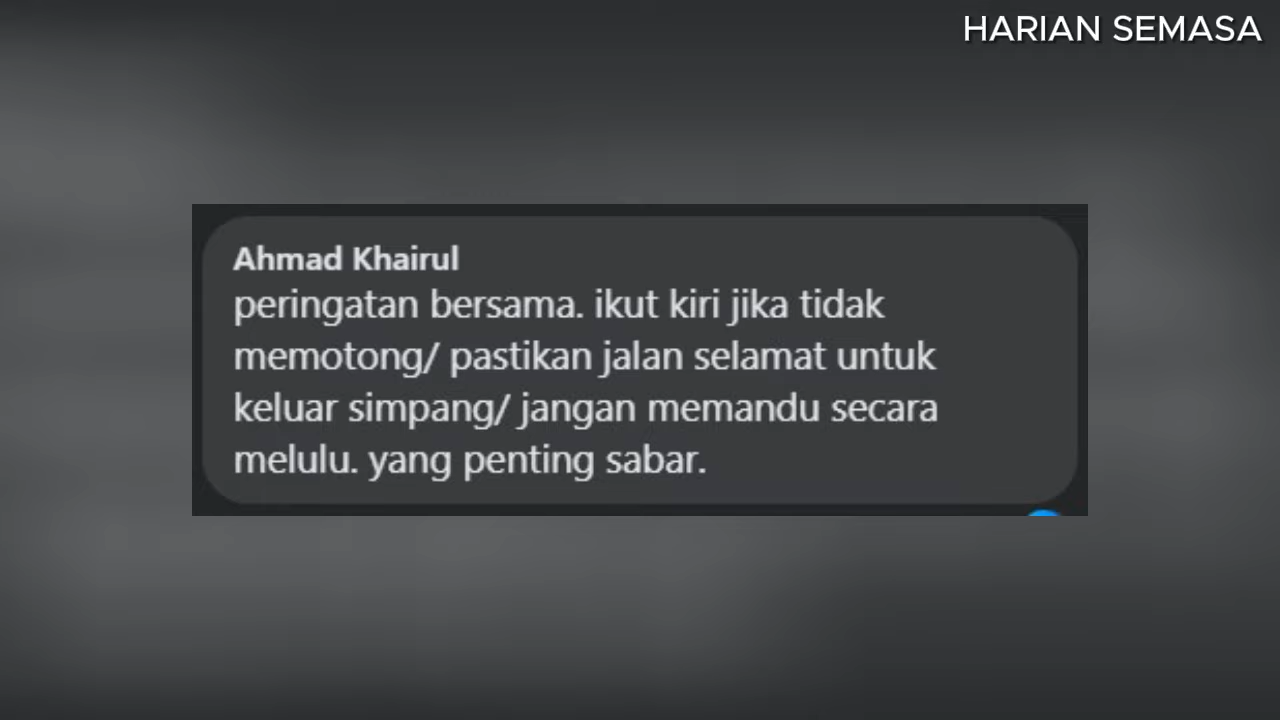 HARIAN SEMASA
Ahmad Khairul
peringatan bersama. ikut kiri jika tidak
memotong/ pastikan jalan selamat untuk
keluar simpang/ jangan memandu secara
melulu. yang penting sabar.